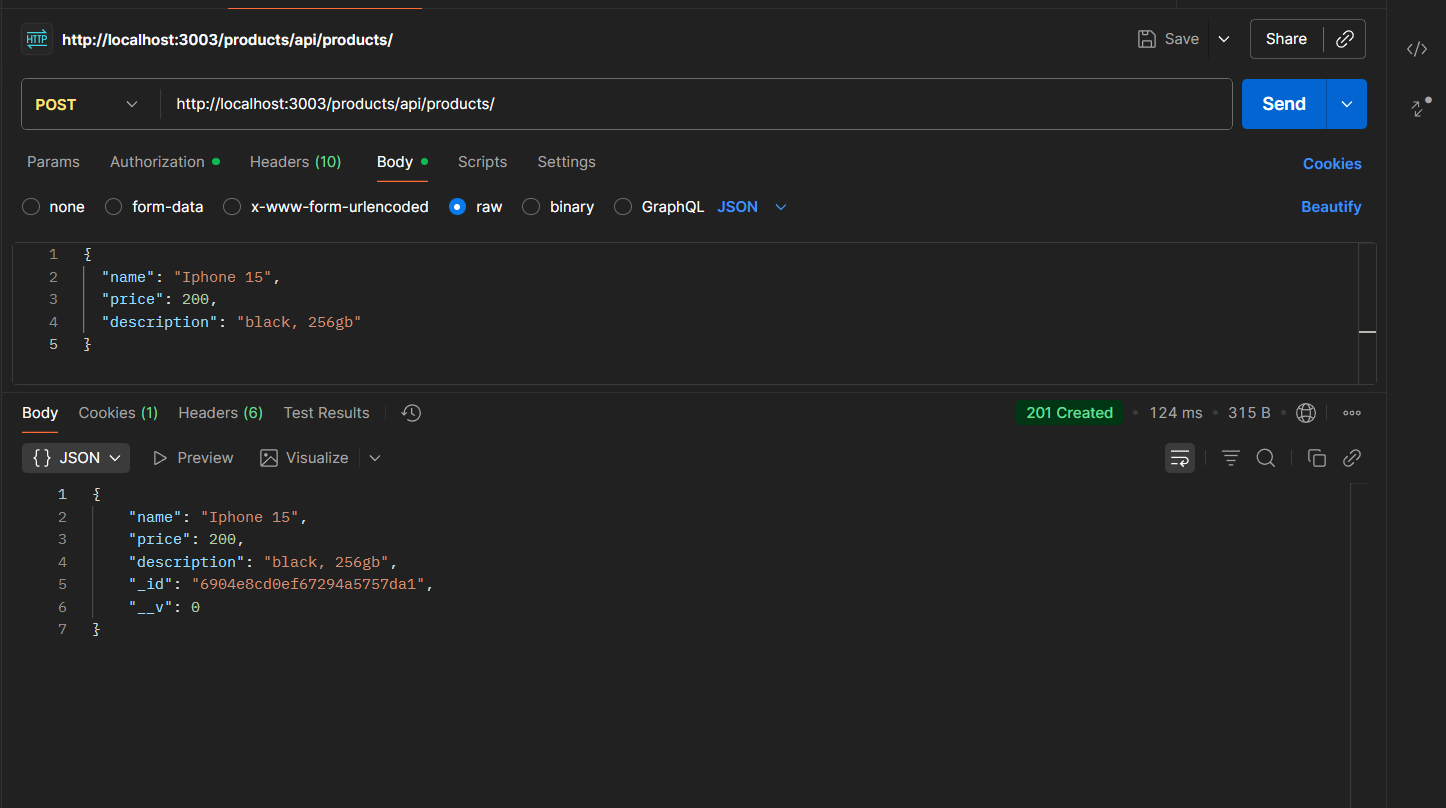 HTTP http://localhost:3003/products/api/products/ Save Share
POST http://localhost:3003/products/api/products/ Send
Params Authorization Headers (10) Body Scripts Settings Cookies
none form-data x-www-form-urlencoded raw binary GraphQL JSON Beautify
1 {
2 "name": "Iphone 15",
3 "price": 200,
4 "description": "black, 256gb"
5 }
Body Cookies (1) Headers (6) Test Results 201 Created 124 ms 315 B
{} JSON Preview Visualize
1 {
2 "name": "Iphone 15",
3 "price": 200,
4 "description": "black, 256gb",
5 "_id": "6904e8cd0ef67294a5757da1",
6 "__v": 0
7 }